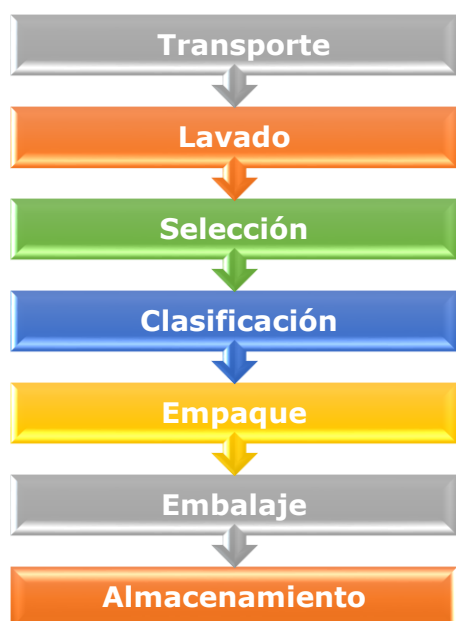 Transporte
Lavado
Selección
Clasificación
Empaque
Embalaje
Almacenamiento